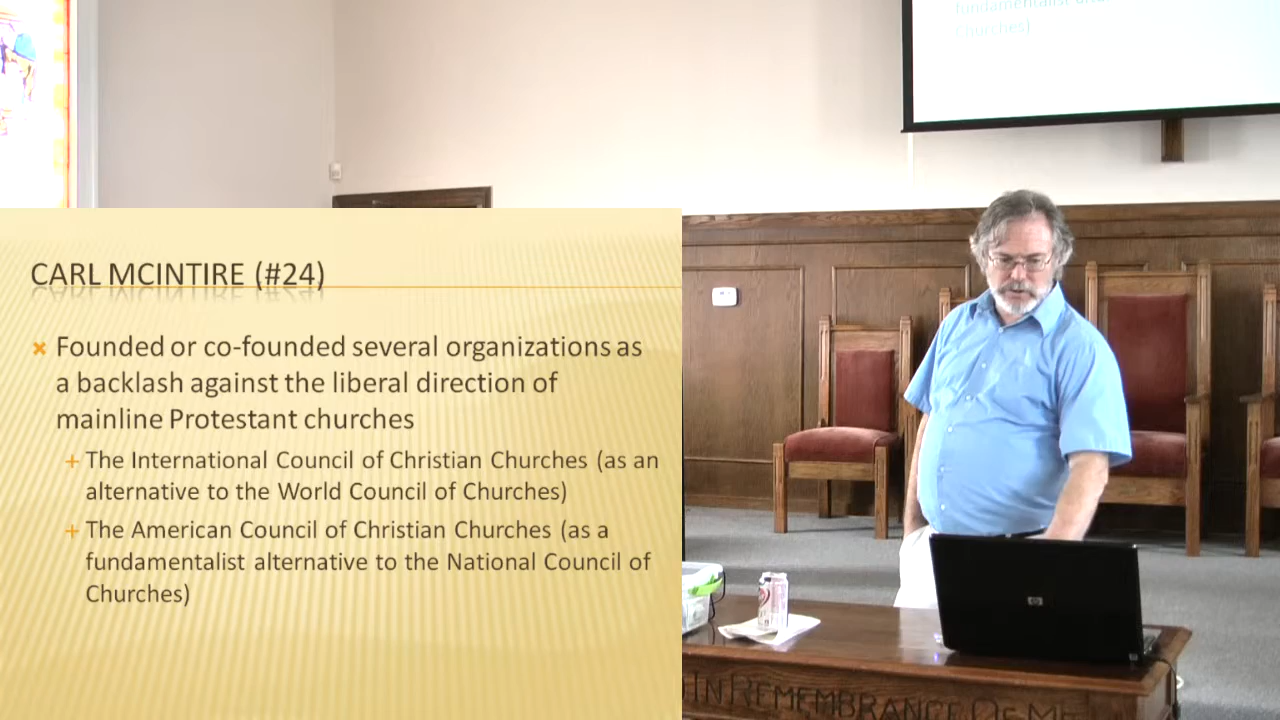 fundamentalist
Churches)
CARL MCINTIRE (#24)
Founded or co-founded several organizations as
a backlash against the liberal direction of
mainline Protestant churches
The International Council of Christian Churches (as an
alternative to the World Council of Churches)
The American Council of Christian Churches (as a
fundamentalist alternative to the National Council of
Churches)
hp
IN REMEMBRANCE OF ME